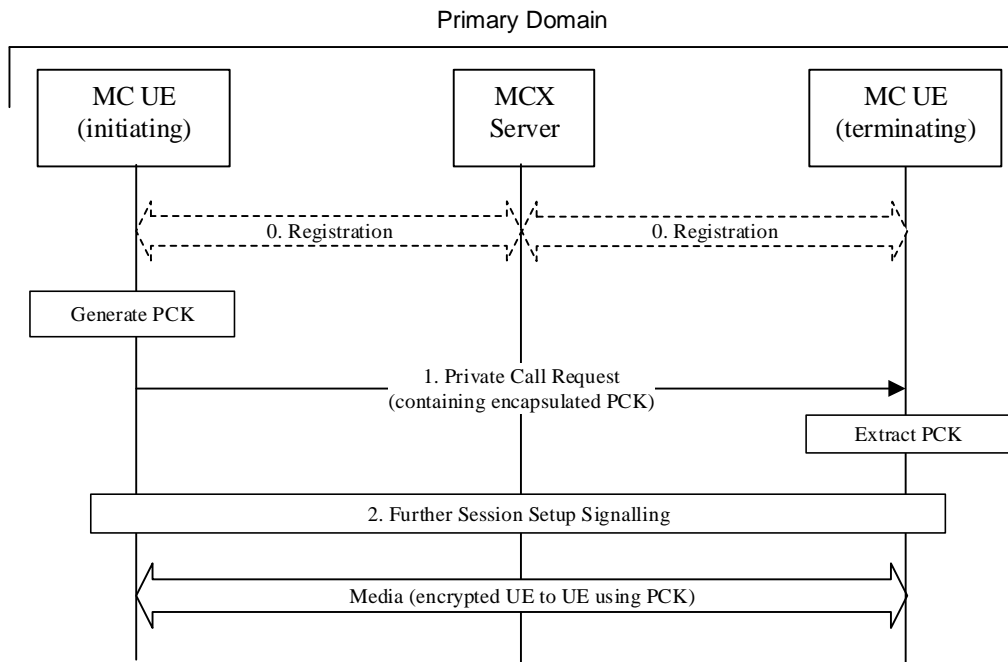 Primary Domain
MC UE
(initiating)
MCX
Server
MC UE
(terminating)
0. Registration
0. Registration
Generate PCK
1. Private Call Request
(containing encapsulated PCK)
Extract PCK
2. Further Session Setup Signalling
Media (encrypted UE to UE using PCK)